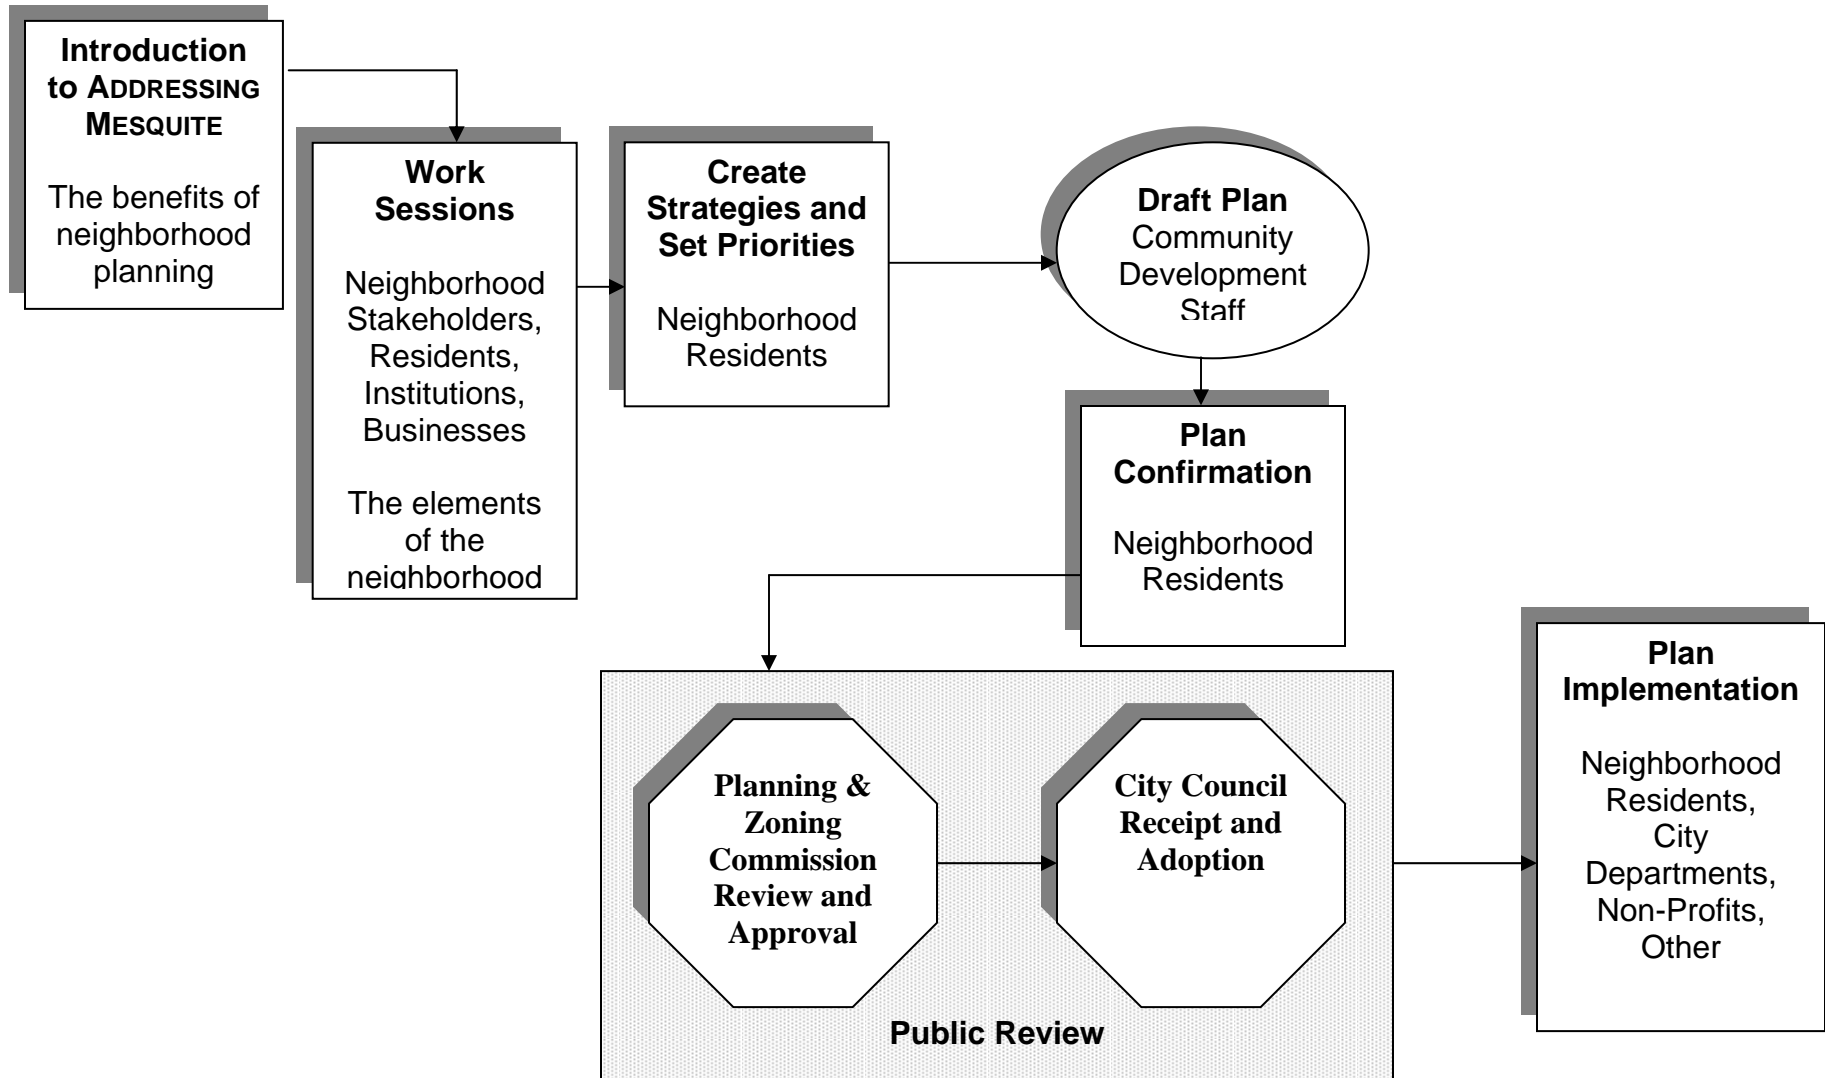 Introduction
to ADDRESSING
MESQUITE
The benefits of
neighborhood
planning
Work
Sessions
Neighborhood
Stakeholders,
Residents,
Institutions,
Businesses
The elements
of the
neighborhood
Create
Strategies and
Set Priorities
Neighborhood
Residents
Draft Plan
Community
Development
Staff
Plan
Confirmation
Neighborhood
Residents
Planning &
Zoning
Commission
Review and
Approval
City Council
Receipt and
Adoption
Public Review
Plan
Implementation
Neighborhood
Residents,
City
Departments,
Non-Profits,
Other